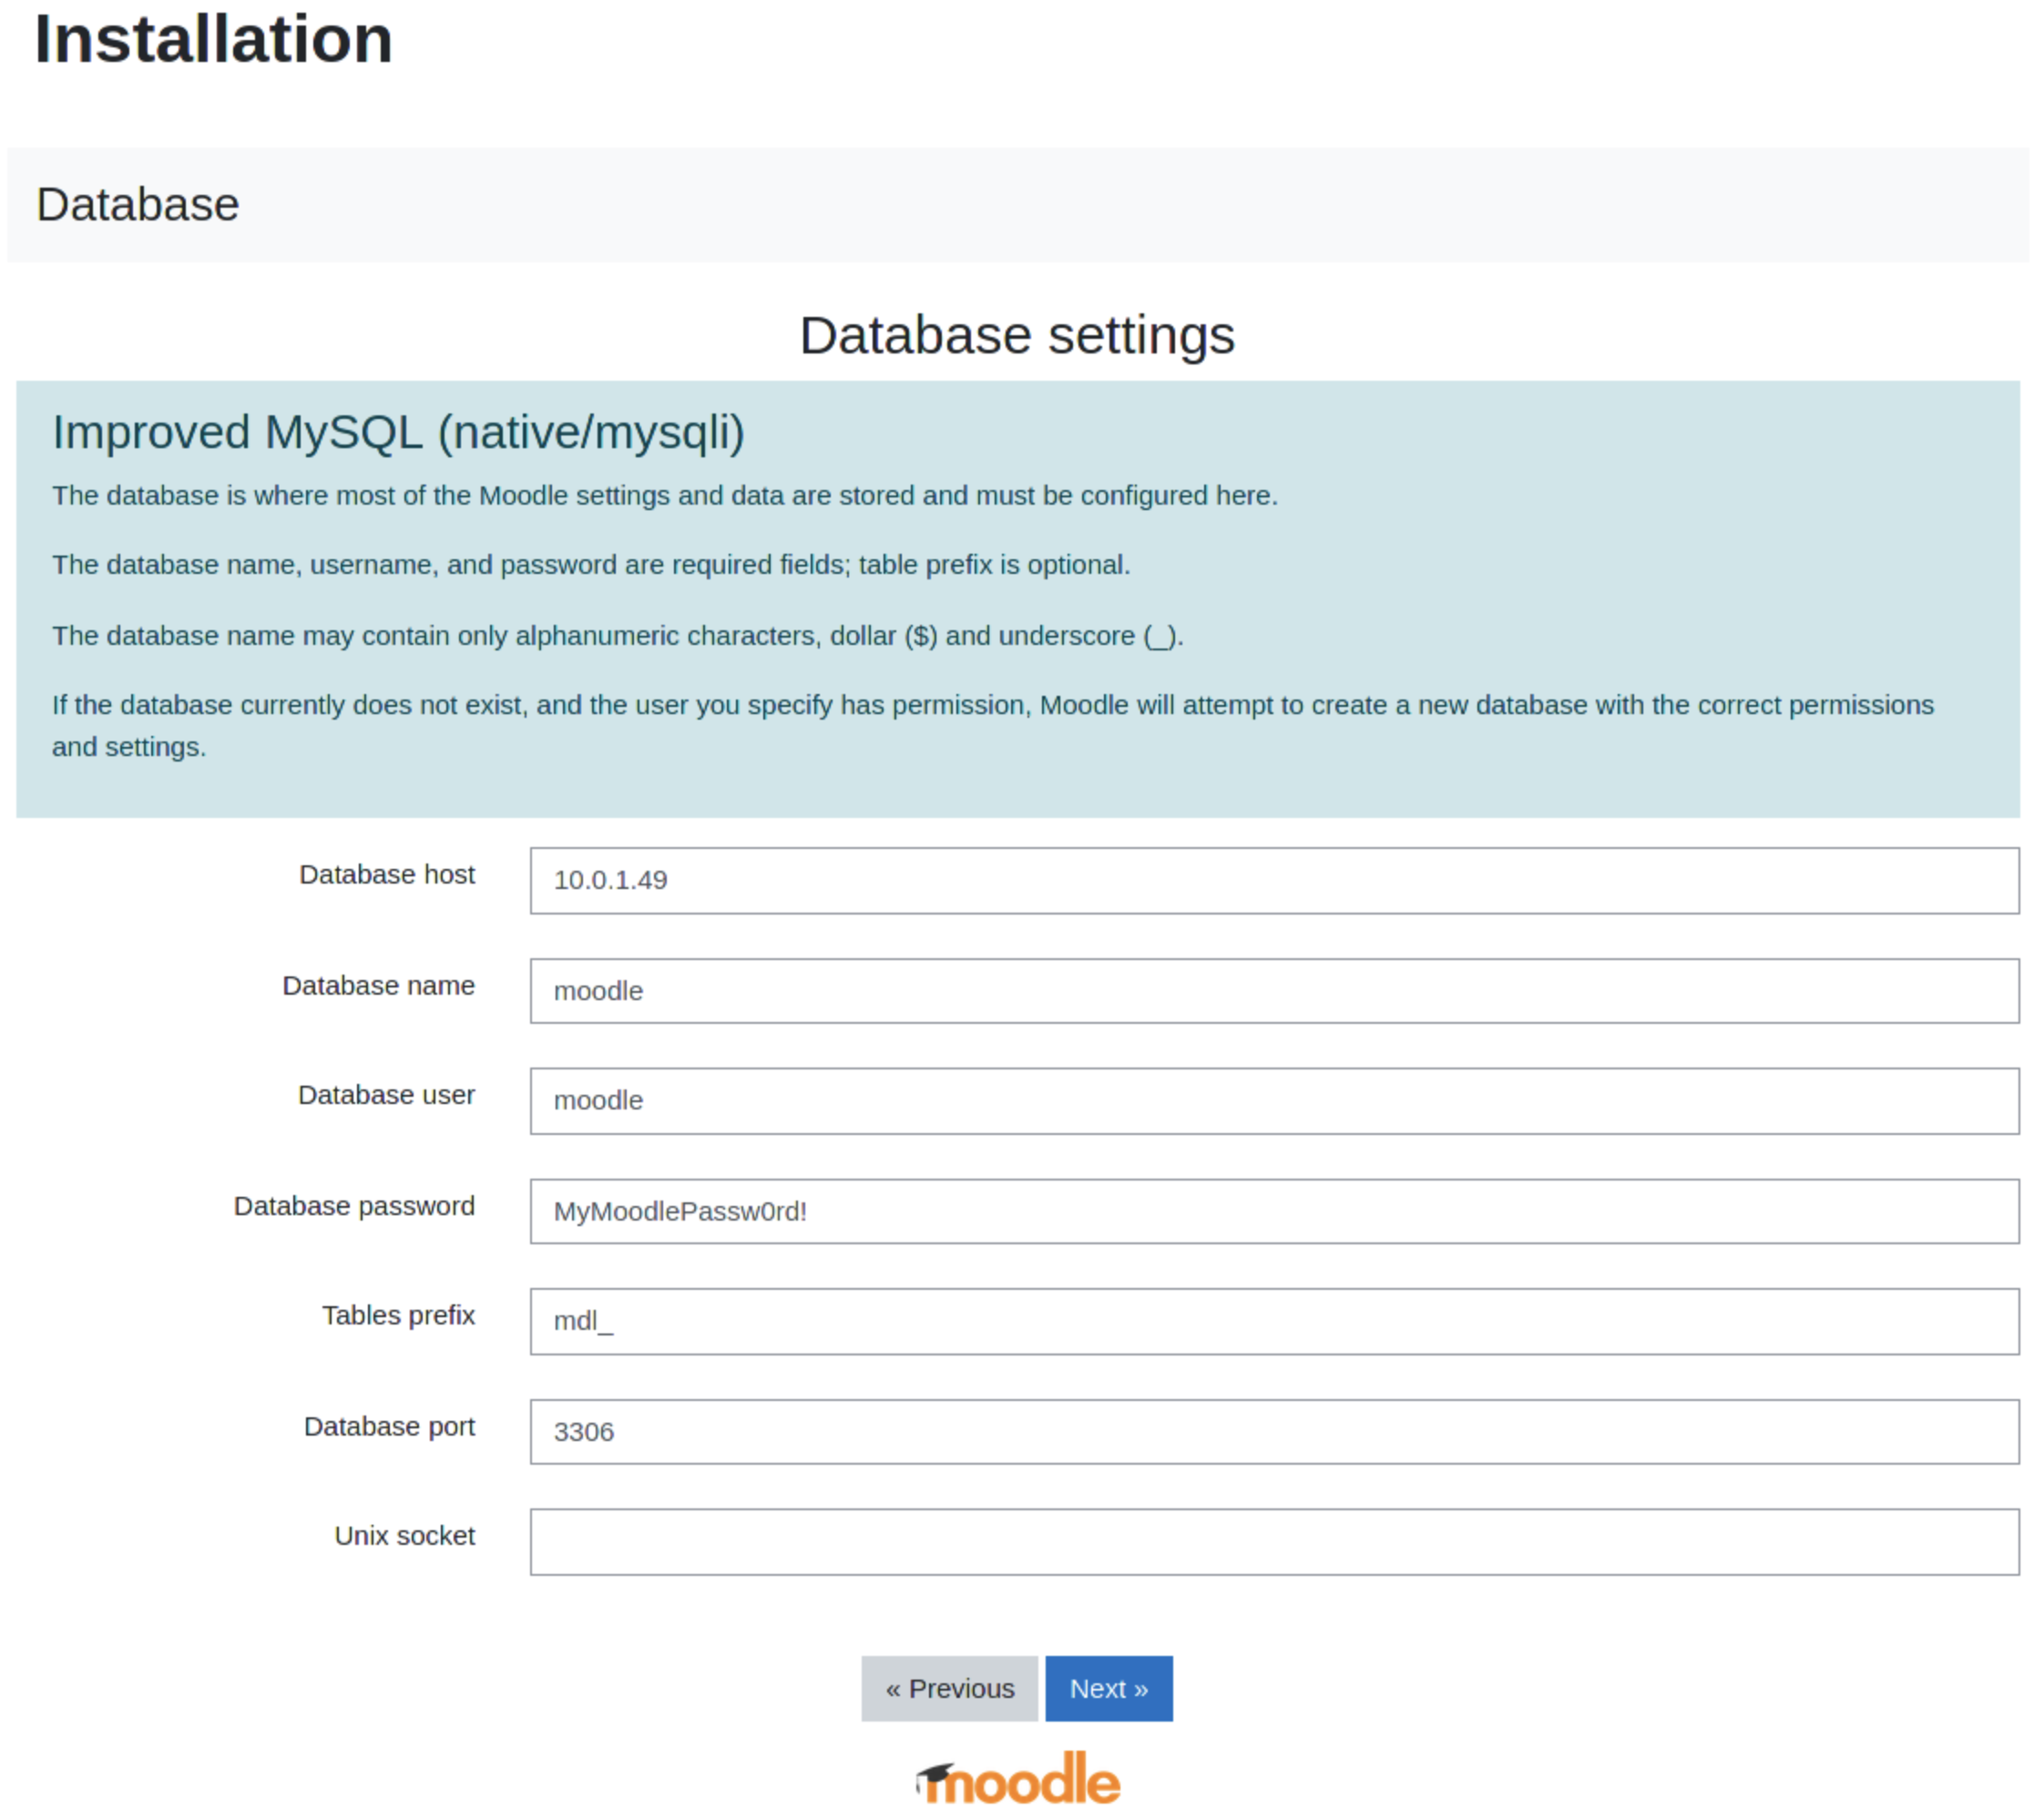 Installation
Database
Database settings
Improved MySQL (native/mysqli)
The database is where most of the Moodle settings and data are stored and must be configured here.
The database name, username, and password are required fields; table prefix is optional.
The database name may contain only alphanumeric characters, dollar ($) and underscore (_).
If the database currently does not exist, and the user you specify has permission, Moodle will attempt to create a new database with the correct permissions
and settings.
Database host 10.0.1.49
Database name moodle
Database user moodle
Database password MyMoodlePassw0rd!
Tables prefix mdl_
Database port 3306
Unix socket
« Previous Next »
moodle